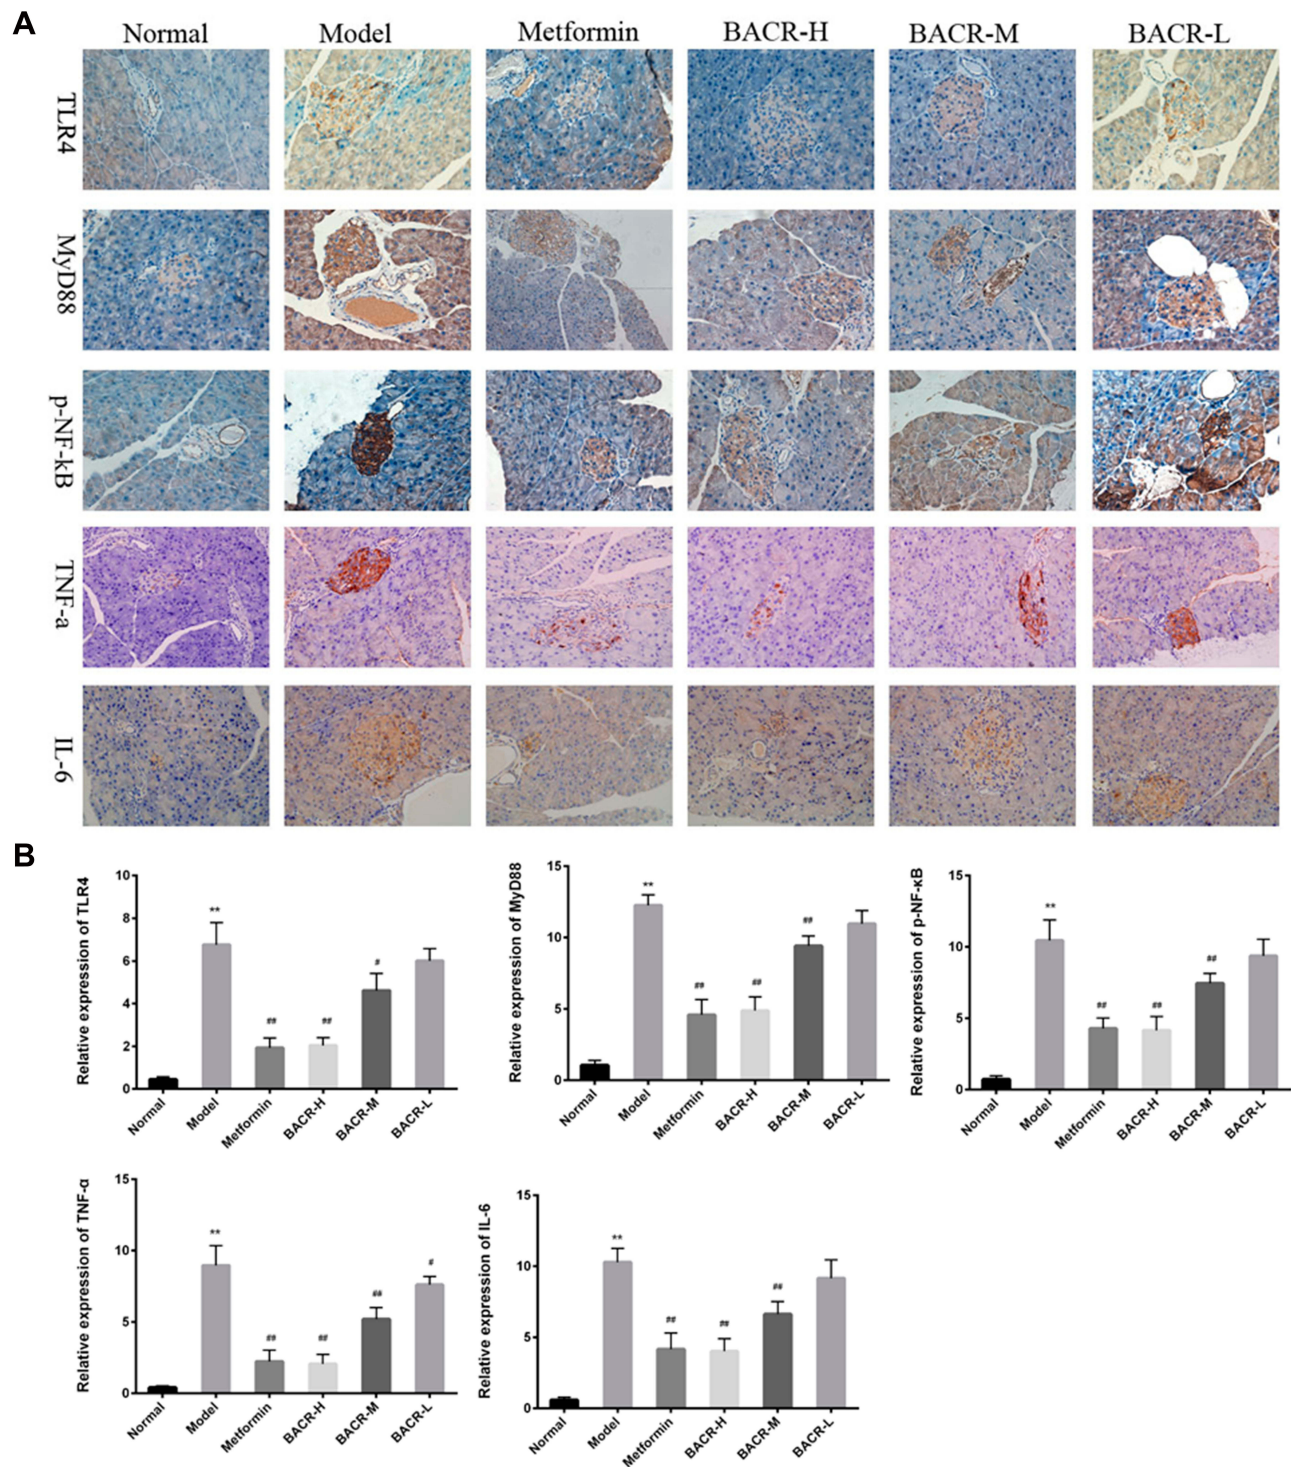 A
Normal Model Metformin BACR-H BACR-M BACR-L
TLR4
MyD88
p-NF-kB
TNF-a
IL-6
B
Relative expression of TLR4
10
8
6
4
2
0
**
##
##
#
Normal
Model
Metformin
BACR-H
BACR-M
BACR-L
Relative expression of MyD88
15
10
5
0
**
##
##
##
Normal
Model
Metformin
BACR-H
BACR-M
BACR-L
Relative expression of p-NF-κB
15
10
5
0
**
##
##
##
Normal
Model
Metformin
BACR-H
BACR-M
BACR-L
Relative expression of TNF-α
15
10
5
0
**
##
##
##
#
Normal
Model
Metformin
BACR-H
BACR-M
BACR-L
Relative expression of IL-6
15
10
5
0
**
##
##
##
Normal
Model
Metformin
BACR-H
BACR-M
BACR-L